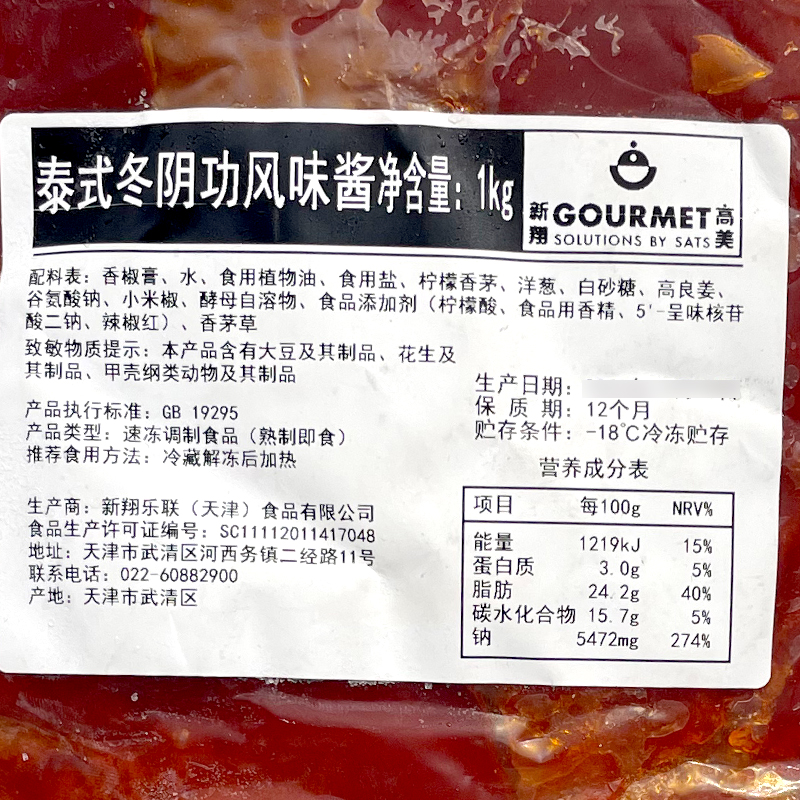 泰式冬阴功风味酱净含量：1kg
新翔 GOURMET 高美
SOLUTIONS BY SATS
配料表：香椒膏、水、食用植物油、食用盐、柠檬香茅、洋葱、白砂糖、高良姜、
谷氨酸钠、小米椒、酵母自溶物、食品添加剂（柠檬酸、食品用香精、5'-呈味核苷
酸二钠、辣椒红）、香茅草
致敏物质提示：本产品含有大豆及其制品、花生及
其制品、甲壳纲类动物及其制品
产品执行标准：GB 19295
产品类型：速冻调制食品（熟制即食）
推荐食用方法：冷藏解冻后加热
生产日期：
保 质 期：12个月
贮存条件：-18℃冷冻贮存
生产商：新翔乐联（天津）食品有限公司
食品生产许可证编号：SC11112011417048
地址：天津市武清区河西务镇二经路11号
联系电话：022-60882900
产地：天津市武清区
营养成分表
项目 每100g NRV%
能量 1219kJ 15%
蛋白质 3.0g 5%
脂肪 24.2g 40%
碳水化合物 15.7g 5%
钠 5472mg 274%